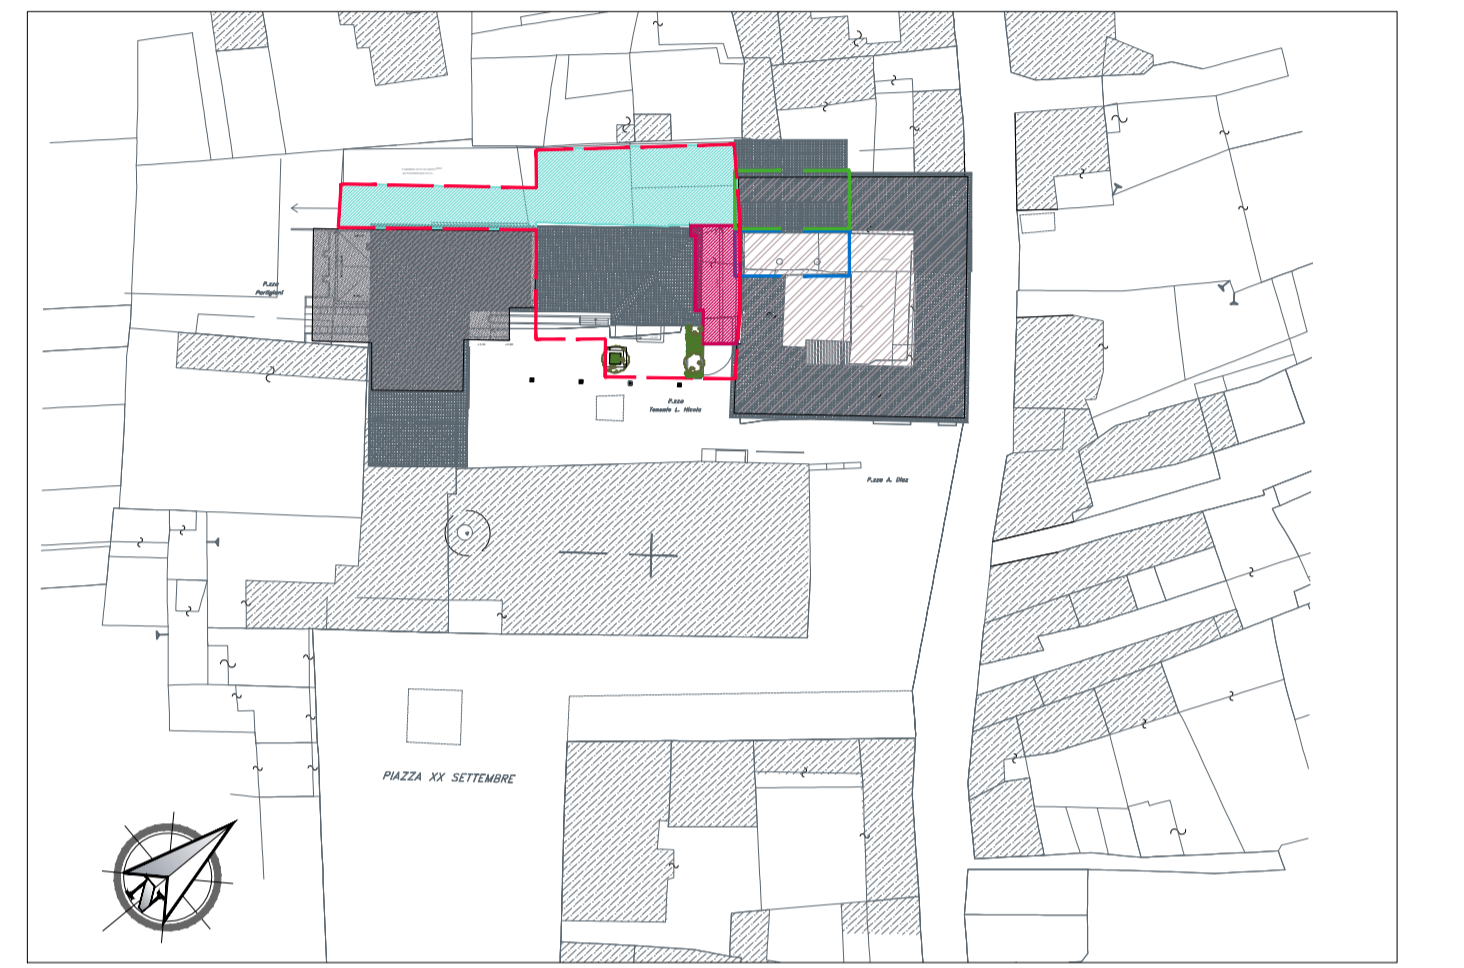 P.zza
Partigiani
P.zza
Tenente L. Nicola
P.zza A. Diaz
PIAZZA XX SETTEMBRE
N